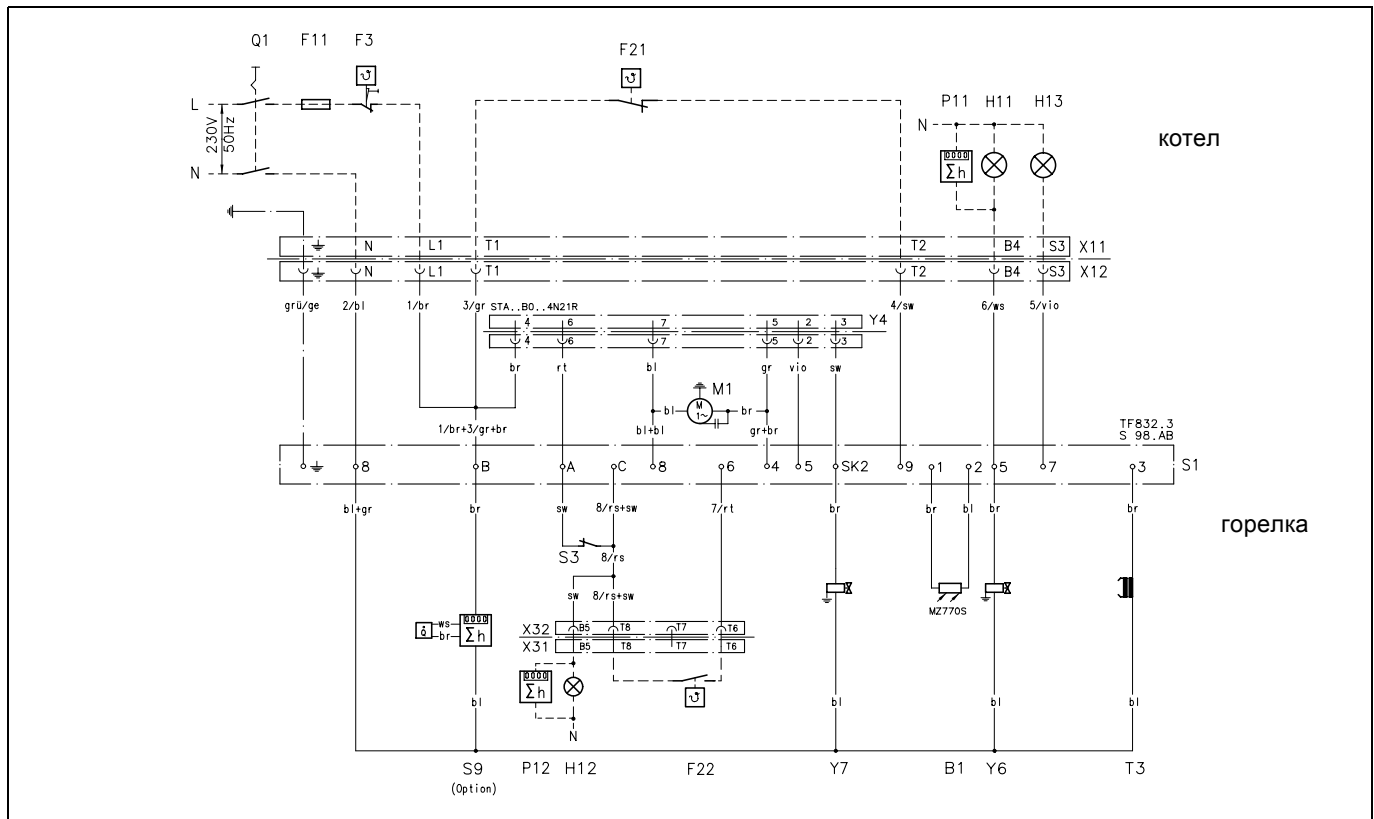 Q1 F11 F3 F21
P11 H11 H13
L
N
230V
50Hz
N
котел
N L1 T1 T2 B4 S3 X11
N L1 T1 T2 B4 S3 X12
grü/ge 2/bl 1/br 3/gr STA..B0..4N21R 4/sw 6/ws 5/vio
4 6 7 5 2 3 Y4
4 6 7 5 2 3
br rt bl gr vio sw
M1
bl M 1~ br
1/br+3/gr+br bl+bl gr+br
TF832.3
S 98.AB
8 B A C 8 6 4 5 SK2 9 1 2 5 7 3 S1
bl+gr br sw 8/rs+sw 7/rt br br bl br br
горелка
S3 8/rs
sw 8/rs+sw
MZ770S
ws
br
0000
Σh
X32 B5 T8 T7 T6
X31 B5 T8 T7 T6
0000
Σh
0000
Σh
bl bl bl bl
N
S9 P12 H12 F22 Y7 B1 Y6 T3
(Option)